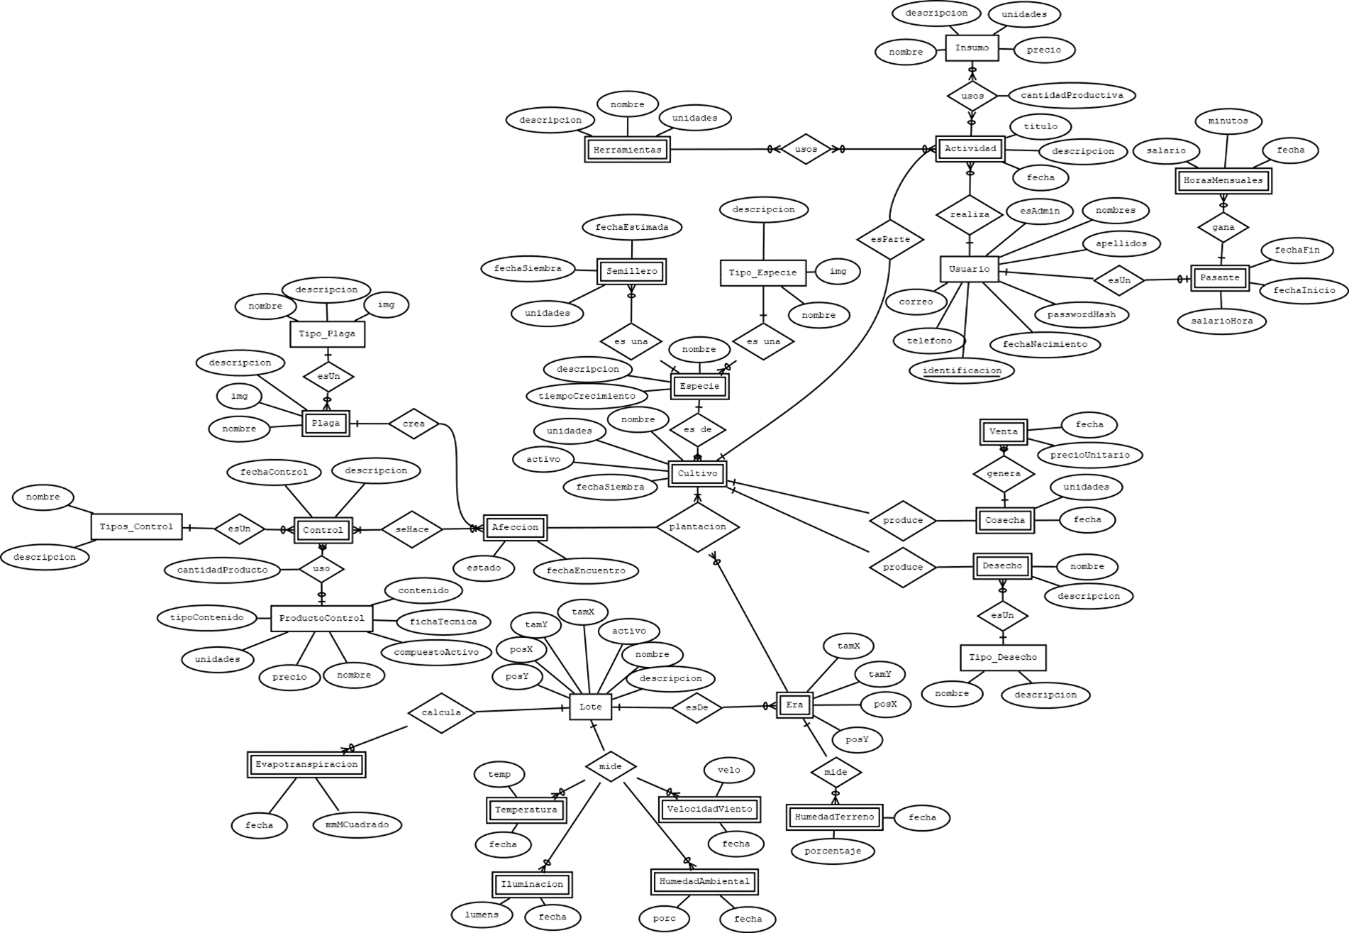 descripcion
unidades
nombre
Insumo
precio
usos
cantidadProductiva
nombre
descripcion
unidades
Herramientas
usos
titulo
Actividad
descripcion
fecha
minutos
salario
fecha
HorasMensuales
gana
realiza
esAdmin
nombres
apellidos
esParte
Usuario
esUn
Pasante
fechaFin
fechaInicio
salarioHora
correo
passwordHash
telefono
fechaNacimiento
identificacion
descripcion
Tipo_Especie
img
nombre
es una
fechaEstimada
fechaSiembra
Semillero
unidades
es una
nombre
descripcion
Especie
tiempoCrecimiento
es de
nombre
unidades
activo
Cultivo
fechaSiembra
descripcion
nombre
img
Tipo_Plaga
descripcion
esUn
img
nombre
Plaga
crea
fechaControl
descripcion
nombre
Tipos_Control
descripcion
esUn
Control
seHace
Afeccion
estado
fechaEncuentro
plantacion
cantidadProducto
uso
contenido
tipoContenido
ProductoControl
fichaTecnica
unidades
compuestoActivo
precio
nombre
Venta
fecha
precioUnitario
genera
unidades
produce
Cosecha
fecha
produce
Desecho
nombre
descripcion
esUn
Tipo_Desecho
nombre
descripcion
tamX
tamY
activo
posX
nombre
posY
descripcion
calcula
Lote
esDe
Era
tamX
tamY
posX
posY
Evapotranspiracion
fecha
mmMCuadrado
mide
temp
Temperatura
fecha
velo
VelocidadViento
fecha
mide
HumedadTerreno
fecha
porcentaje
Iluminacion
lumens
fecha
HumedadAmbiental
porc
fecha